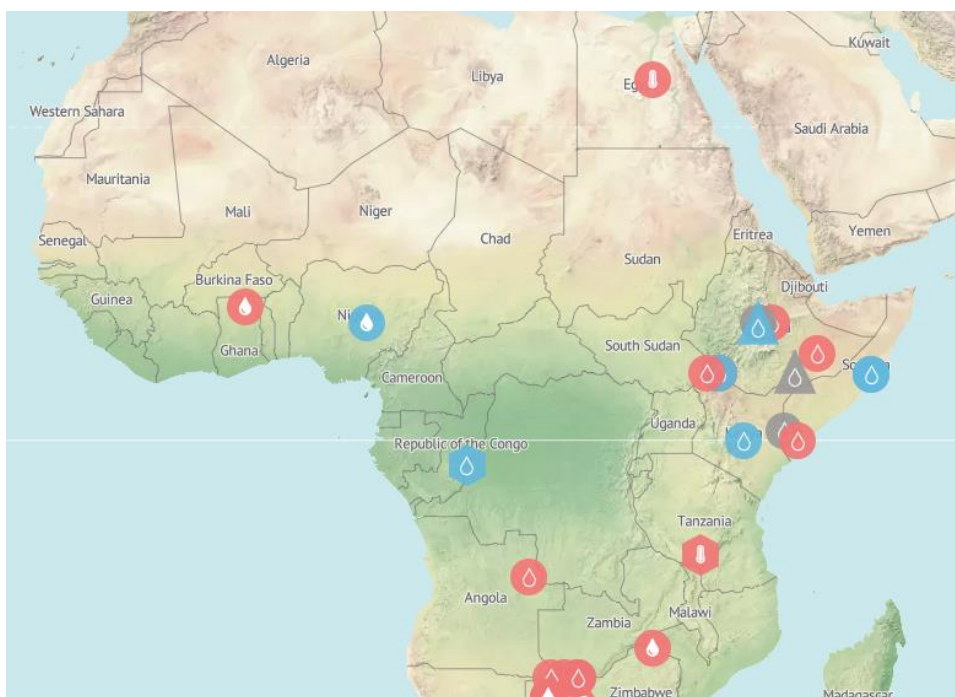 Kuwait
Algeria
Libya
Western Sahara
Saudi Arabia
Mauritania
Mali
Niger
Chad
Senegal
Eritrea
Yemen
Sudan
Burkina Faso
Djibouti
Guinea
Ghana
South Sudan
Cameroon
Uganda
Republic of the Congo
Tanzania
Angola
Zambia
Malawi
Zimbabwe
Madagascar